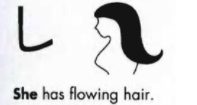 し
She has flowing hair.